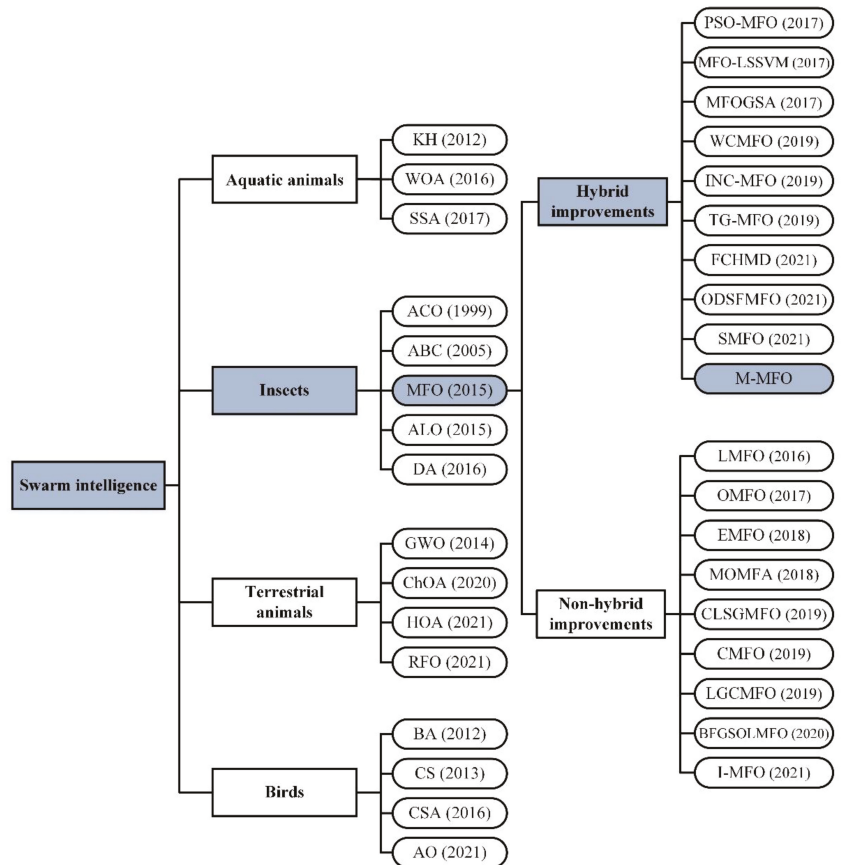 Swarm intelligence
Aquatic animals
KH (2012)
WOA (2016)
SSA (2017)
Insects
ACO (1999)
ABC (2005)
MFO (2015)
ALO (2015)
DA (2016)
Terrestrial
animals
GWO (2014)
ChOA (2020)
HOA (2021)
RFO (2021)
Birds
BA (2012)
CS (2013)
CSA (2016)
AO (2021)
Hybrid
improvements
PSO-MFO (2017)
MFO-LSSVM (2017)
MFOGSA (2017)
WCMFO (2019)
INC-MFO (2019)
TG-MFO (2019)
FCHMD (2021)
ODSFMFO (2021)
SMFO (2021)
M-MFO
Non-hybrid
improvements
LMFO (2016)
OMFO (2017)
EMFO (2018)
MOMFA (2018)
CLSGMFO (2019)
CMFO (2019)
LGCMFO (2019)
BFGSOLMFO (2020)
I-MFO (2021)